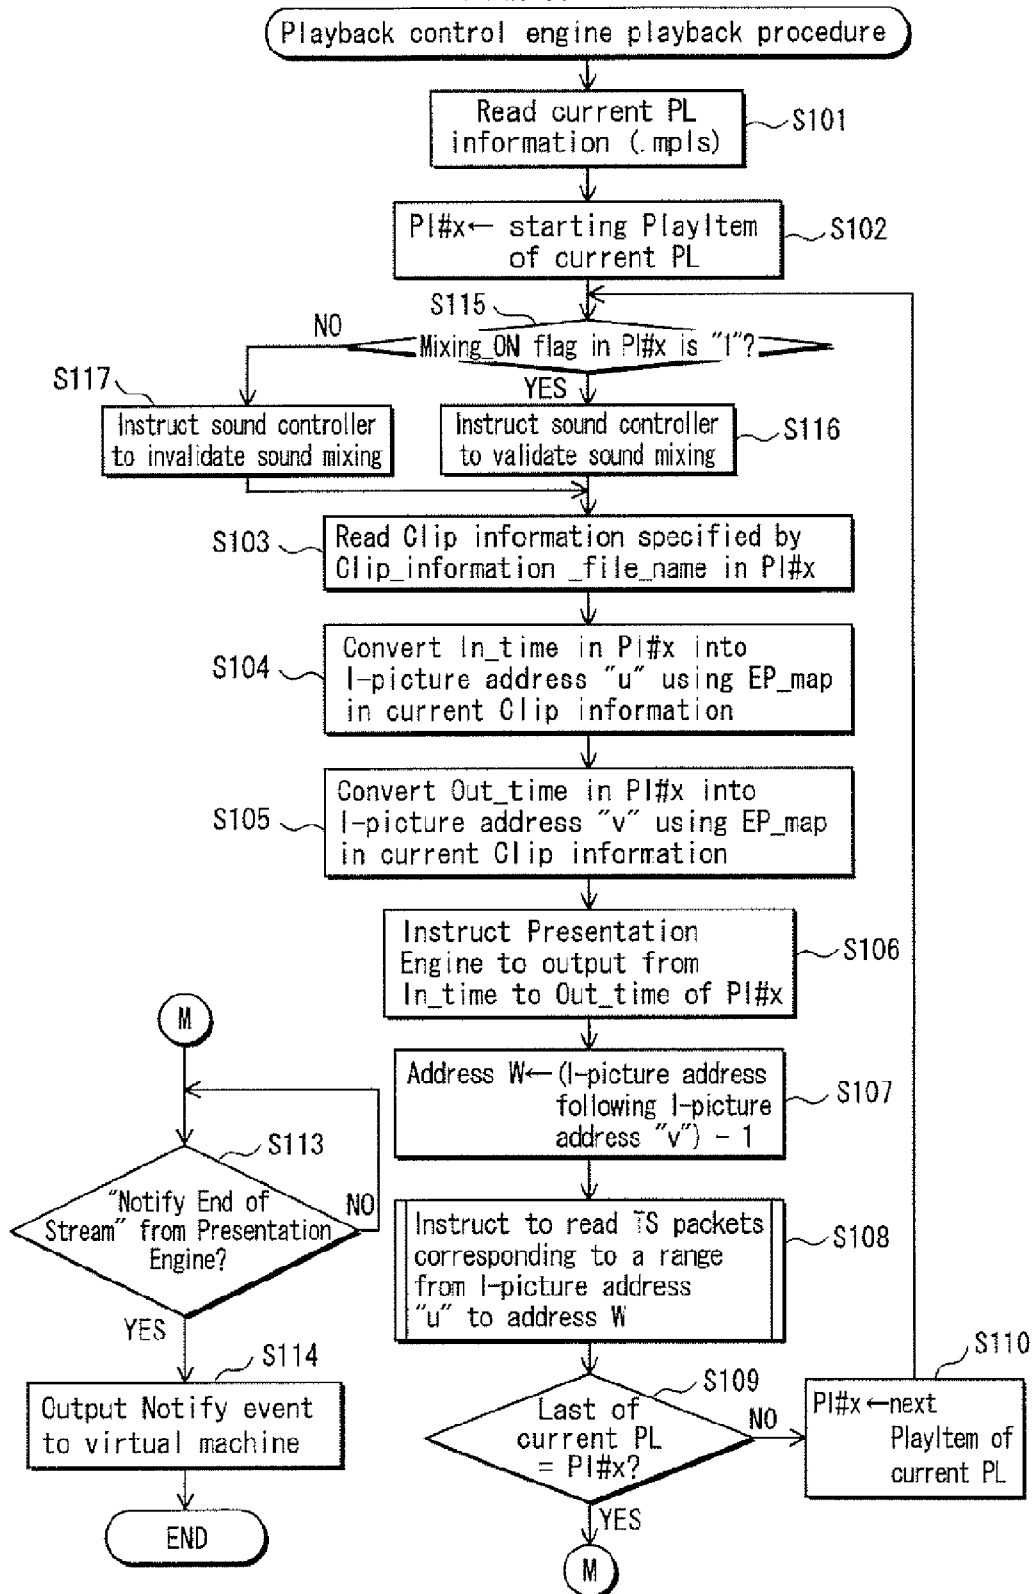 Playback control engine playback procedure
Read current PL
information (.mpls)
S101
PI#x← starting PlayItem
of current PL
S102
S115
NO
Mixing_ON flag in PI#x is "1"?
YES
S117
Instruct sound controller
to invalidate sound mixing
Instruct sound controller
to validate sound mixing
S116
S103
Read Clip information specified by
Clip_information _file_name in PI#x
S104
Convert In_time in PI#x into
I-picture address "u" using EP_map
in current Clip information
S105
Convert Out_time in PI#x into
I-picture address "v" using EP_map
in current Clip information
Instruct Presentation
Engine to output from
In_time to Out_time of PI#x
S106
Address W←(I-picture address
following I-picture
address "v") - 1
S107
Instruct to read TS packets
corresponding to a range
from I-picture address
"u" to address W
S108
S109
Last of
current PL
= PI#x?
NO
YES
M
S110
PI#x←next
PlayItem of
current PL
M
S113
"Notify End of
Stream" from Presentation
Engine?
NO
YES
S114
Output Notify event
to virtual machine
END